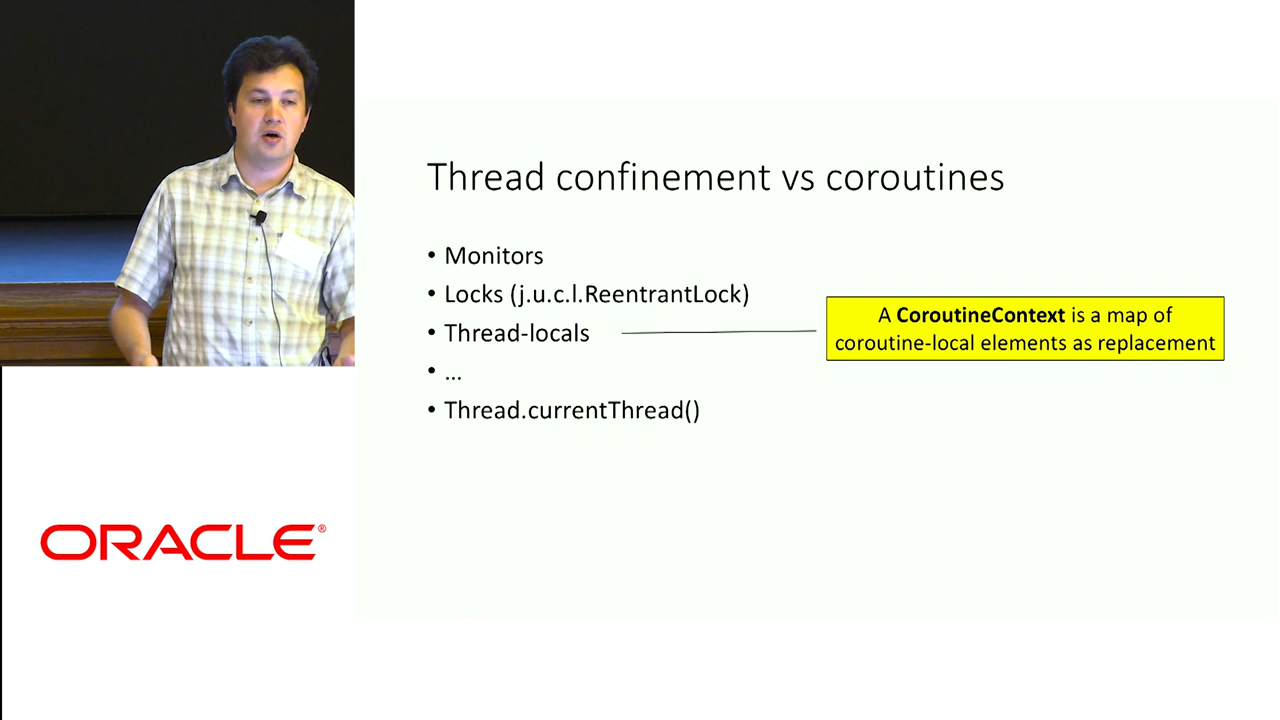 Thread confinement vs coroutines
• Monitors
• Locks (j.u.c.l.ReentrantLock)
• Thread-locals
A CoroutineContext is a map of
coroutine-local elements as replacement
• ...
• Thread.currentThread()
ORACLE®